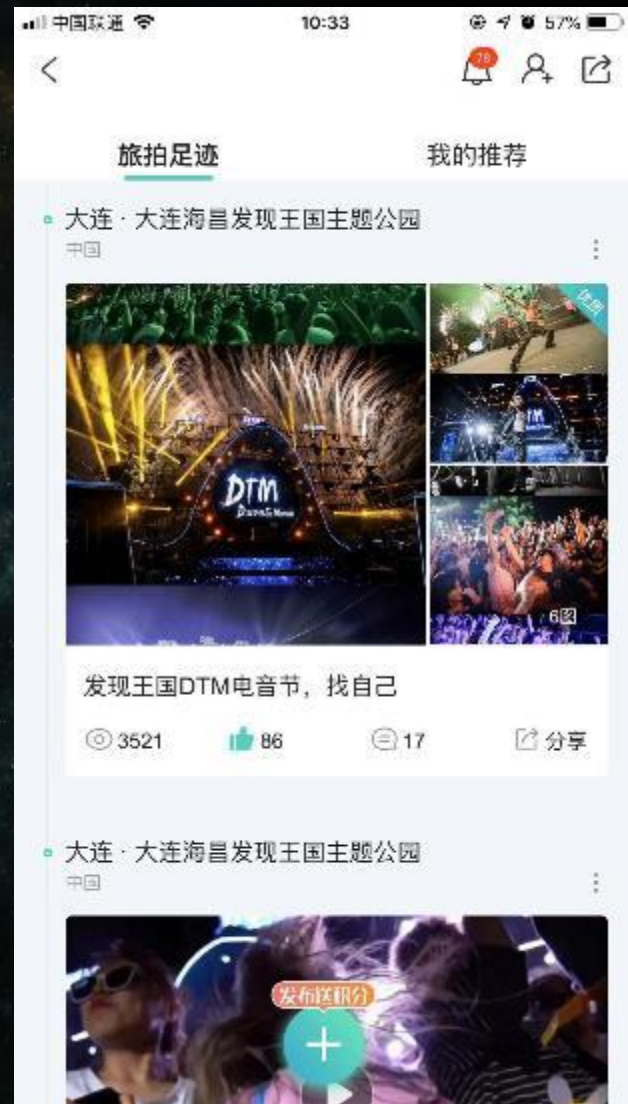 中国联通
10:33
57%
78
旅拍足迹
我的推荐
大连·大连海昌发现王国主题公园
中国
优图
DTM
6图
发现王国DTM电音节，找自己
3521
86
17
分享
大连·大连海昌发现王国主题公园
中国
发布送积分